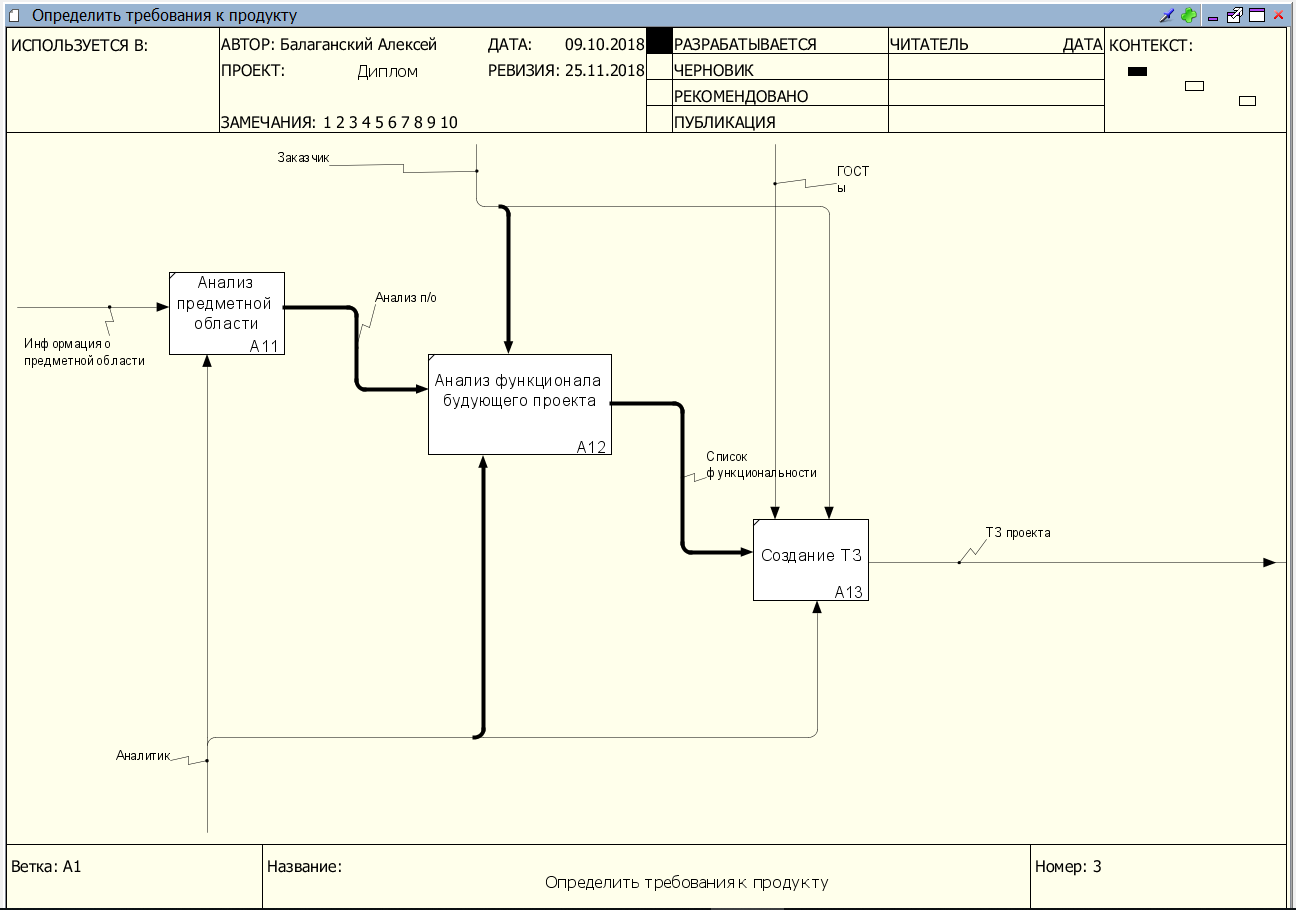 Определить требования к продукту
ИСПОЛЬЗУЕТСЯ В:
АВТОР: Балаганский Алексей
ДАТА: 09.10.2018
ПРОЕКТ: Диплом
РЕВИЗИЯ: 25.11.2018
ЗАМЕЧАНИЯ: 1 2 3 4 5 6 7 8 9 10
РАЗРАБАТЫВАЕТСЯ
ЧЕРНОВИК
РЕКОМЕНДОВАНО
ПУБЛИКАЦИЯ
ЧИТАТЕЛЬ ДАТА
КОНТЕКСТ:
Заказчик
ГОСТ
ы
Анализ
предметной
области
A11
Анализ п/о
Информация о
предметной области
Анализ функционала
будующего проекта
A12
Список
функциональности
ТЗ проекта
Создание ТЗ
A13
Аналитик
Ветка: A1
Название:
Определить требования к продукту
Номер: 3